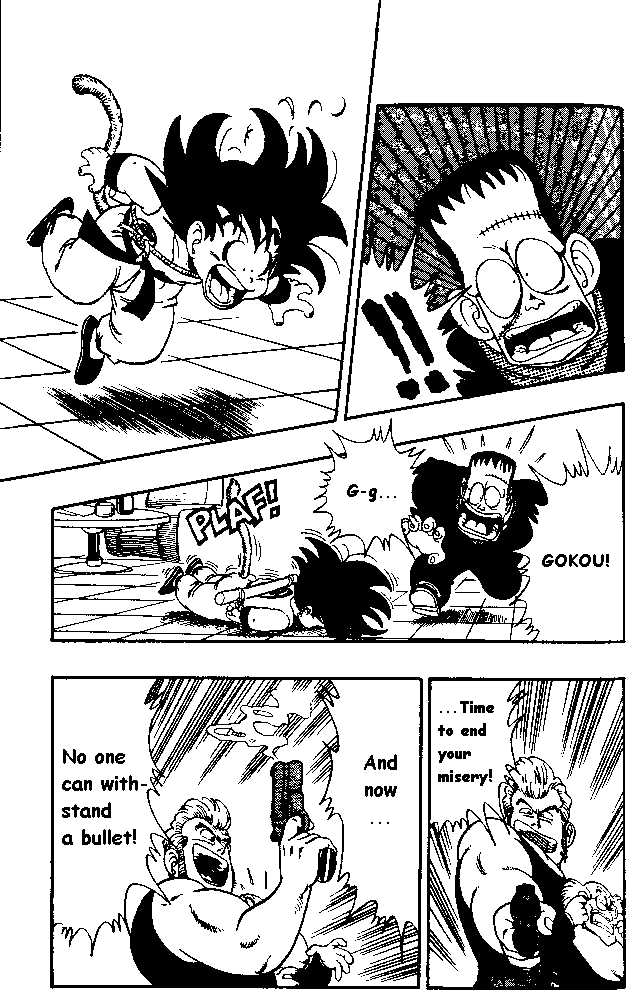 !!
PLAF!
G-g...
GOKOU!
No one
can with-
stand
a bullet!
And
now
...
...Time
to end
your
misery!